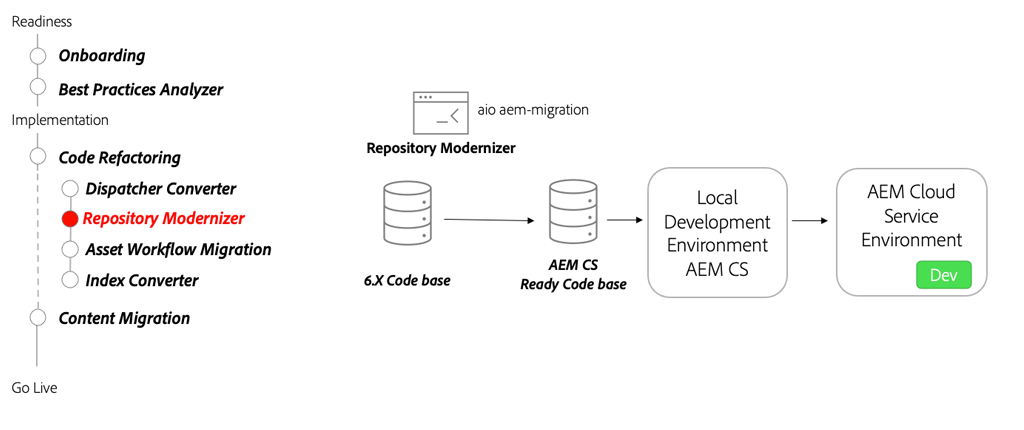 Readiness
Onboarding
Best Practices Analyzer
Implementation
Code Refactoring
Dispatcher Converter
Repository Modernizer
Asset Workflow Migration
Index Converter
Content Migration
Go Live
aio aem-migration
Repository Modernizer
6.X Code base
AEM CS
Ready Code base
Local
Development
Environment
AEM CS
AEM Cloud
Service
Environment
Dev